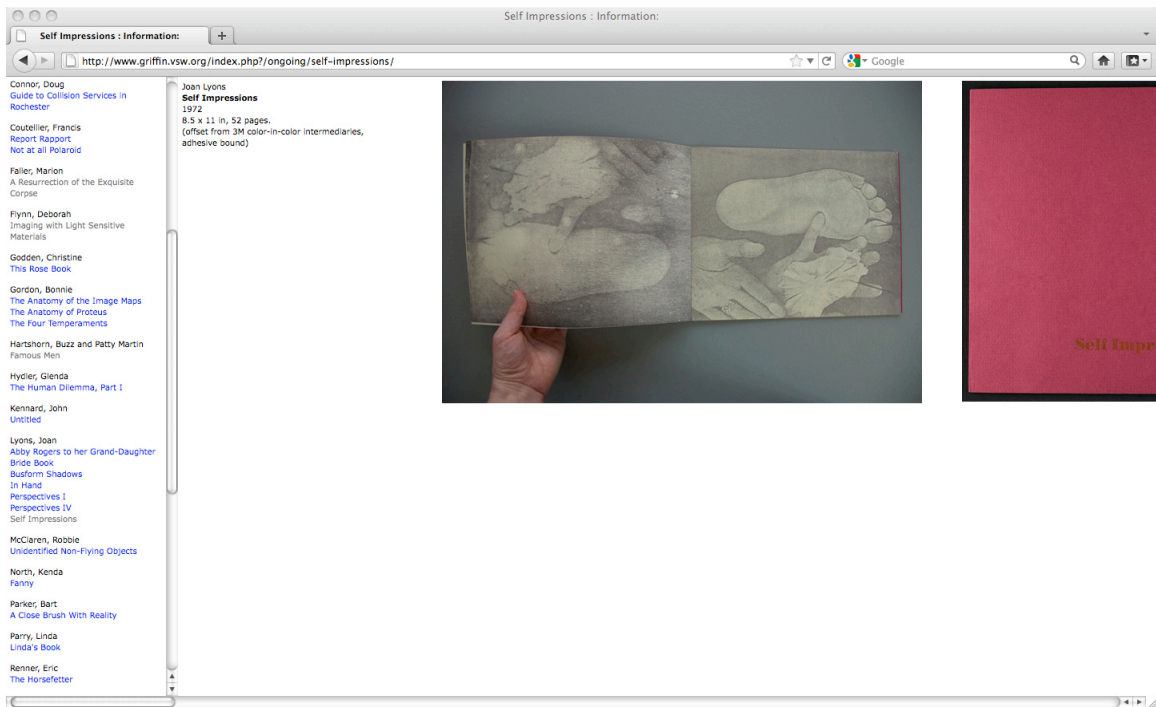 Self Impressions : Information:
Self Impressions : Information:
http://www.griffin.vsw.org/index.php?/ongoing/self-impressions/
Google
Connor, Doug
Guide to Collision Services in
Rochester
Coutellier, Francis
Report Rapport
Not at all Polaroid
Faller, Marion
A Resurrection of the Exquisite
Corpse
Flynn, Deborah
Imaging with Light Sensitive
Materials
Godden, Christine
This Rose Book
Gordon, Bonnie
The Anatomy of the Image Maps
The Anatomy of Proteus
The Four Temperaments
Hartshorn, Buzz and Patty Martin
Famous Men
Hydler, Glenda
The Human Dilemma, Part I
Kennard, John
Untitled
Lyons, Joan
Abby Rogers to her Grand-Daughter
Bride Book
Busform Shadows
In Hand
Perspectives I
Perspectives IV
Self Impressions
McClaren, Robbie
Unidentified Non-Flying Objects
North, Kenda
Fanny
Parker, Bart
A Close Brush With Reality
Parry, Linda
Linda's Book
Renner, Eric
The Horsefetter
Joan Lyons
Self Impressions
1972
8.5 x 11 in, 52 pages.
(offset from 3M color-in-color intermediaries,
adhesive bound)
Self Impr